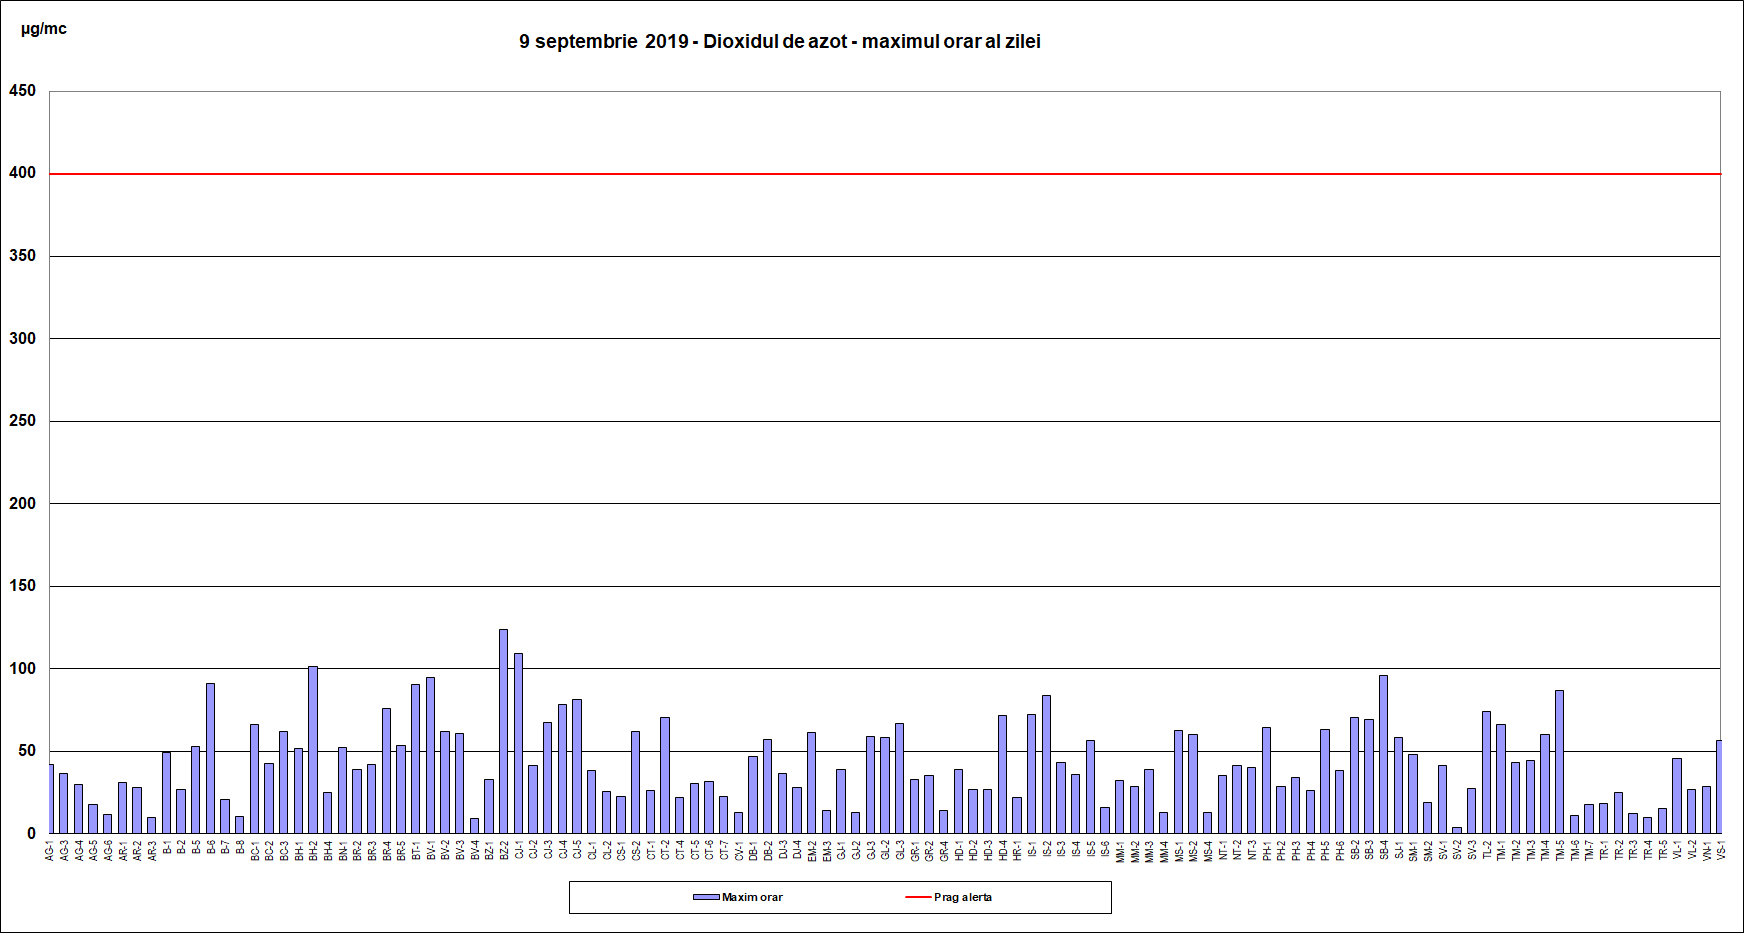 µg/mc
9 septembrie 2019 - Dioxidul de azot - maximul orar al zilei
450
400
350
300
250
200
150
100
50
0
AG-1 AG-3 AG-4 AG-5 AG-6 AR-1 AR-2 AR-3 B-1 B-2 B-5 B-6 B-7 B-8 BC-1 BC-2 BC-3 BH-1 BH-2 BH-4 BN-1 BR-2 BR-3 BR-4 BR-5 BT-1 BV-1 BV-2 BV-3 BV-4 BZ-1 BZ-2 CJ-1 CJ-2 CJ-3 CJ-4 CJ-5 CL-1 CL-2 CS-1 CS-2 CT-1 CT-2 CT-4 CT-5 CT-6 CT-7 CV-1 DB-1 DB-2 DJ-3 DJ-4 EM-2 EM-3 GJ-1 GJ-2 GJ-3 GL-2 GL-3 GR-1 GR-2 GR-4 HD-1 HD-2 HD-3 HD-4 HR-1 IS-1 IS-2 IS-3 IS-4 IS-5 IS-6 MM-1 MM-2 MM-3 MM-4 MS-1 MS-2 MS-4 NT-1 NT-2 NT-3 PH-1 PH-2 PH-3 PH-4 PH-5 PH-6 SB-2 SB-3 SB-4 SJ-1 SM-1 SM-2 SV-1 SV-2 SV-3 TL-2 TM-1 TM-2 TM-3 TM-4 TM-5 TM-6 TM-7 TR-1 TR-2 TR-3 TR-4 TR-5 VL-1 VL-2 VN-1 VS-1
Maxim orar Prag alerta